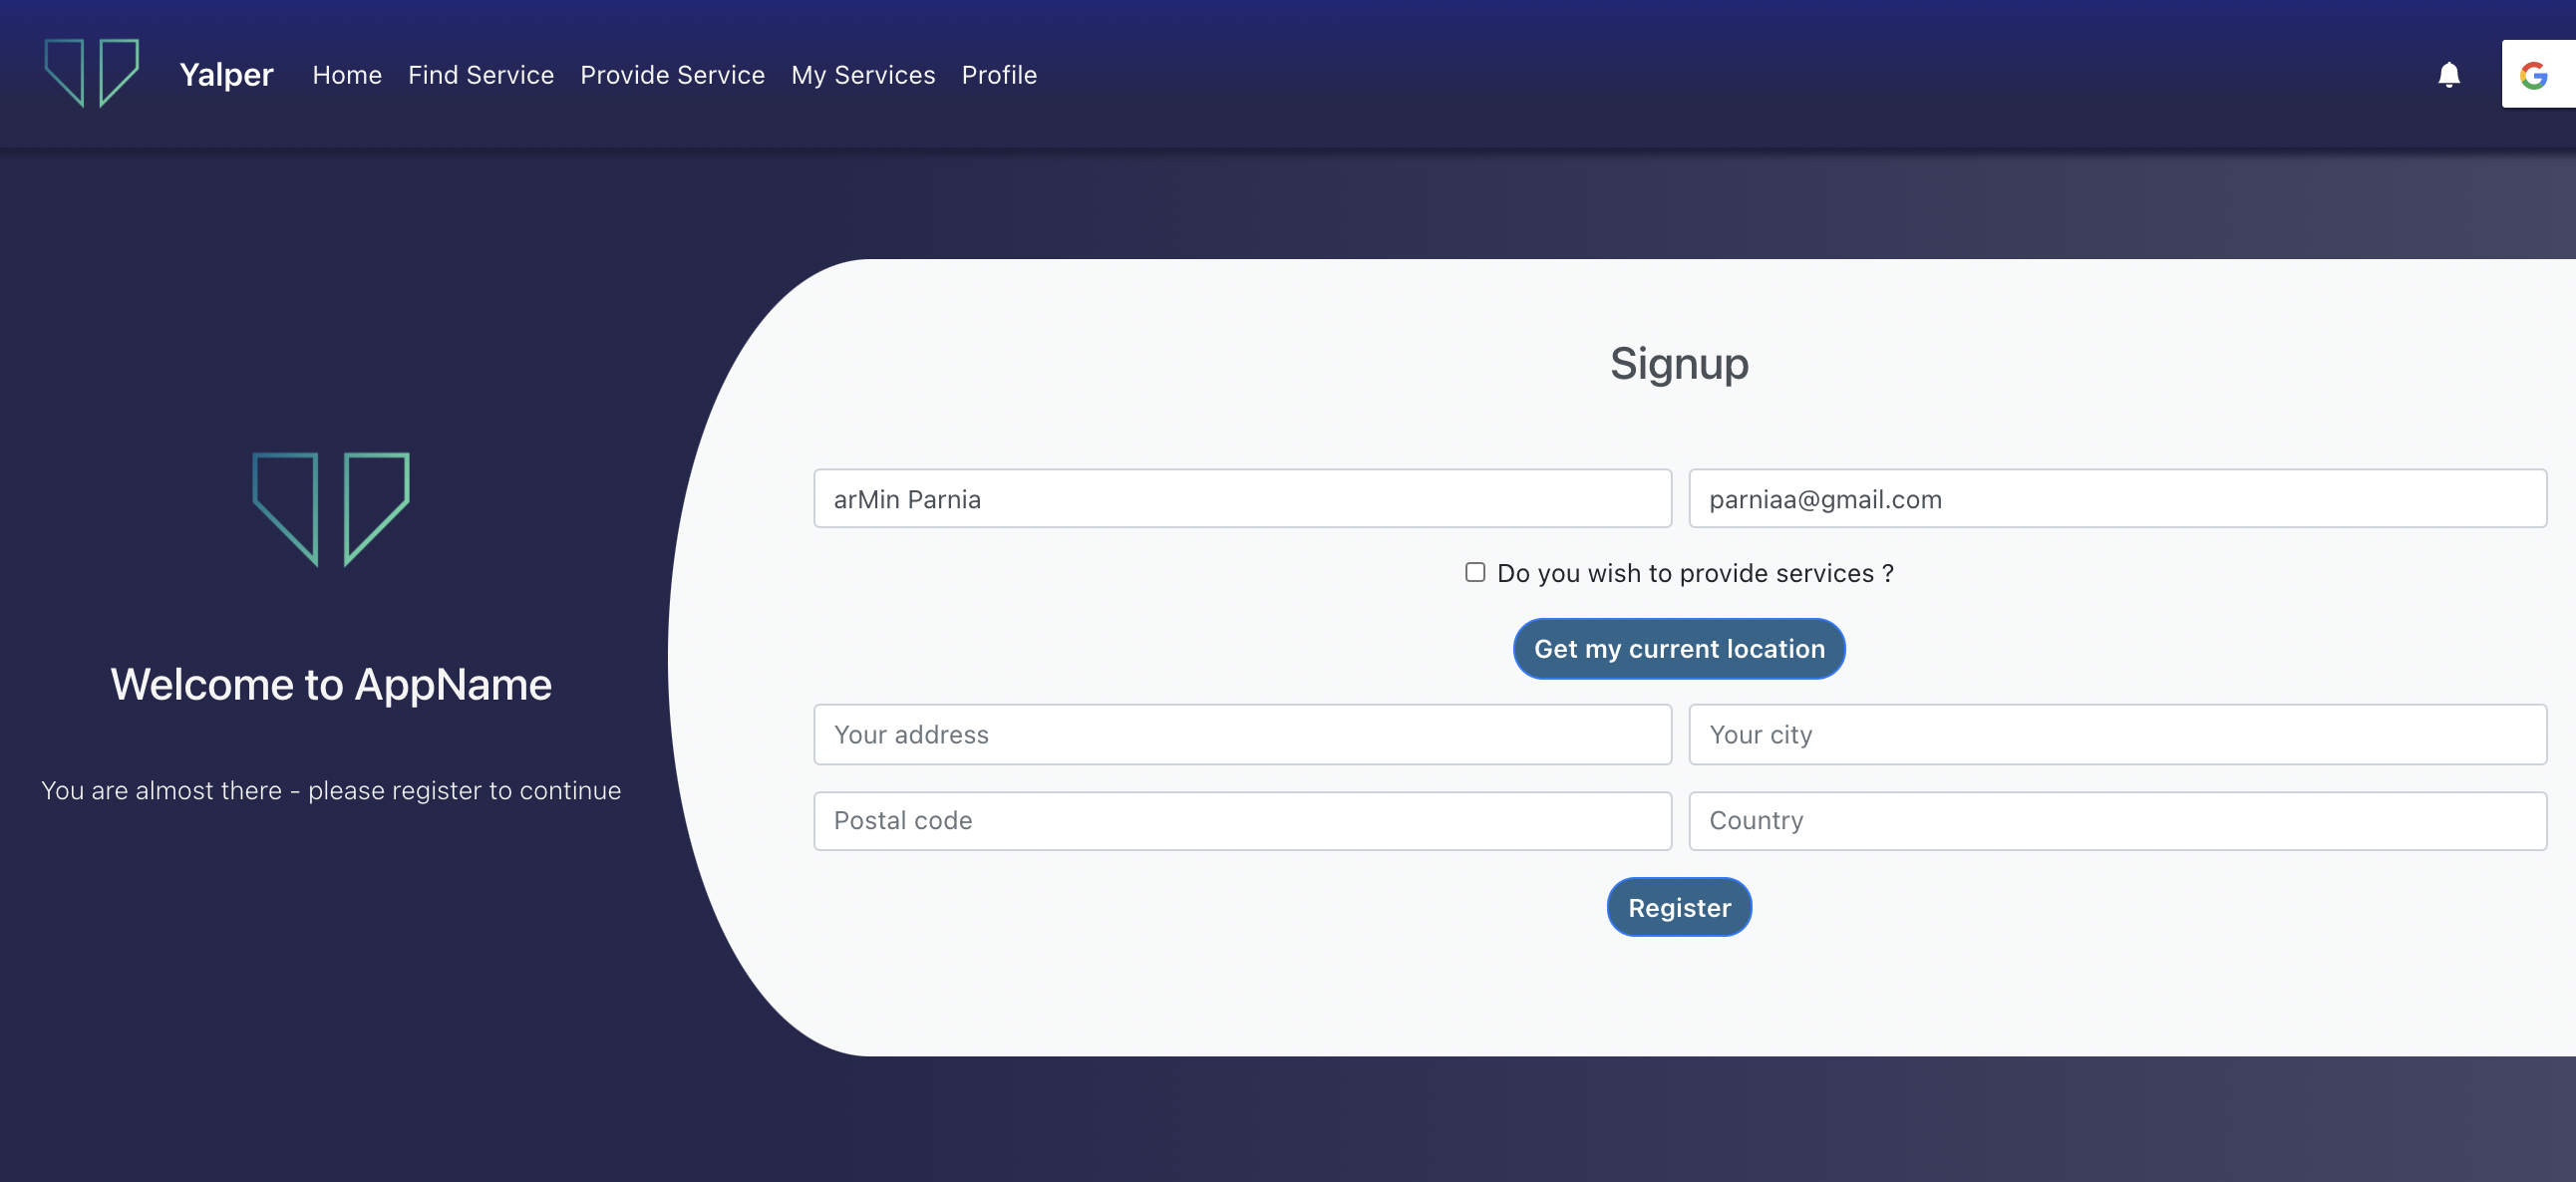 Yalper Home Find Service Provide Service My Services Profile
Signup
arMin Parnia parniaa@gmail.com
Do you wish to provide services ?
Get my current location
Welcome to AppName
Your address Your city
You are almost there - please register to continue
Postal code Country
Register